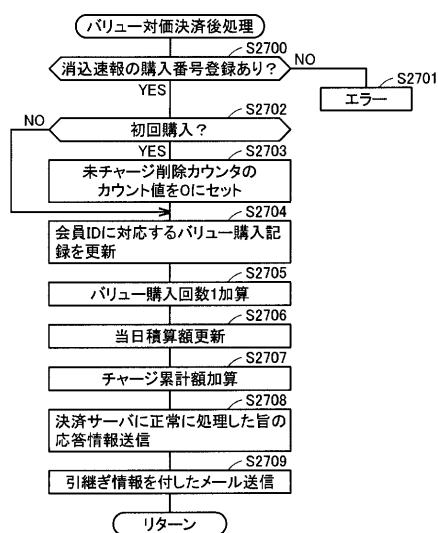 バリュー対価決済後処理
S2700
消込速報の購入番号登録あり？
NO
YES
S2701
エラー
S2702
NO
初回購入？
YES
S2703
未チャージ削除カウンタの
カウント値を0にセット
S2704
会員IDに対応するバリュー購入記
録を更新
S2705
バリュー購入回数1加算
S2706
当日積算額更新
S2707
チャージ累計額加算
S2708
決済サーバに正常に処理した旨の
応答情報送信
S2709
引継ぎ情報を付したメール送信
リターン